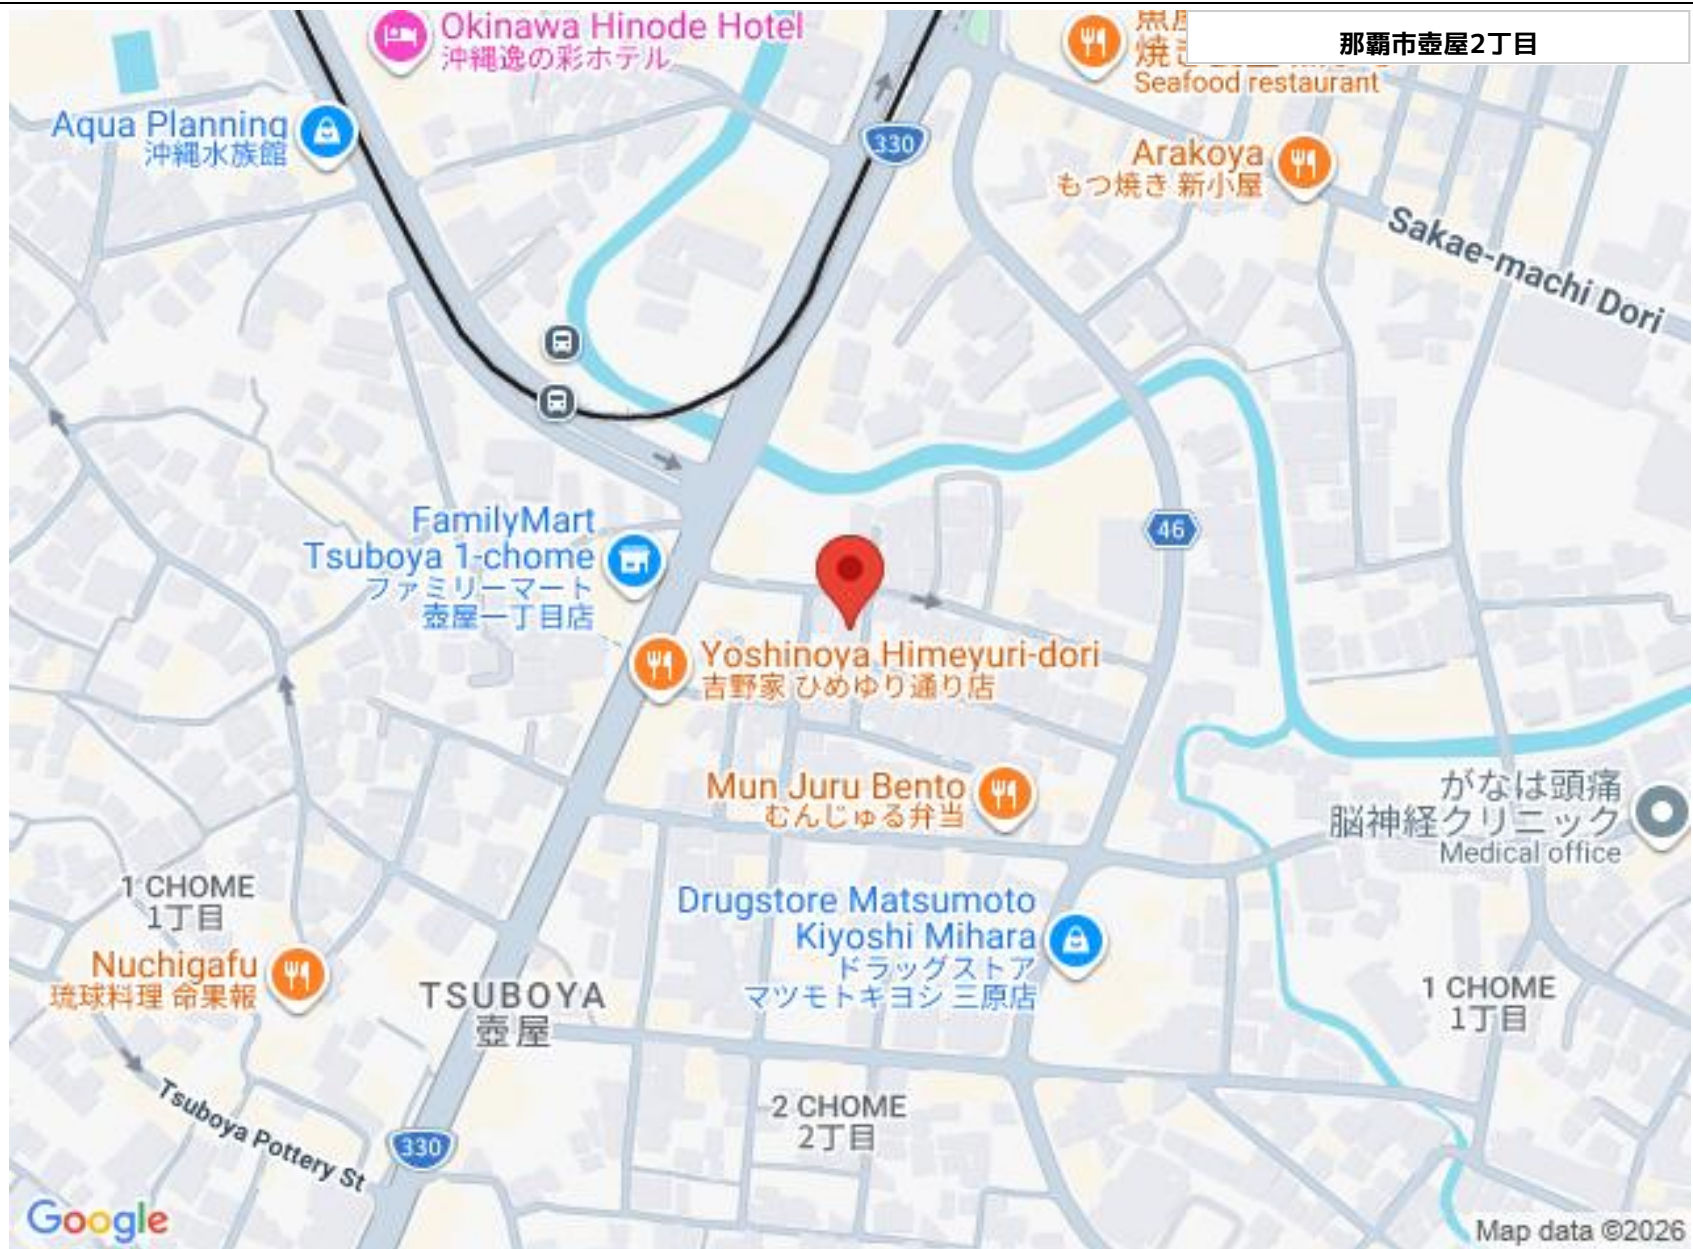 Okinawa Hinode Hotel
沖縄逸の彩ホテル
那覇市壺屋2丁目
Seafood restaurant
Aqua Planning
沖縄水族館
330
Arakoya
もつ焼き 新小屋
Sakae-machi Dori
FamilyMart
Tsuboya 1-chome
ファミリーマート
壺屋一丁目店
46
Yoshinoya Himeyuri-dori
吉野家 ひめゆり通り店
Mun Juru Bento
むんじゅる弁当
がなは頭痛
脳神経クリニック
Medical office
1 CHOME
1丁目
Drugstore Matsumoto
Kiyoshi Mihara
ドラッグストア
マツモトキヨシ 三原店
Nuchigafu
琉球料理 命果報
TSUBOYA
壺屋
1 CHOME
1丁目
2 CHOME
2丁目
Tsuboya Pottery St
330
Google
Map data ©2026